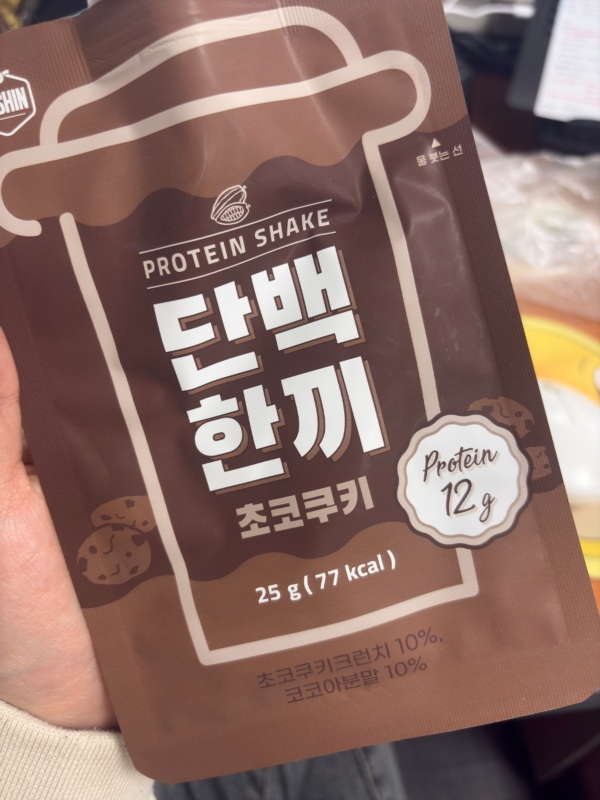 SHIN
물 붓는 선
PROTEIN SHAKE
단백
한끼
초코쿠키
Protein
12 g
25 g ( 77 kcal )
초코쿠키크런치 10%,
코코아분말 10%